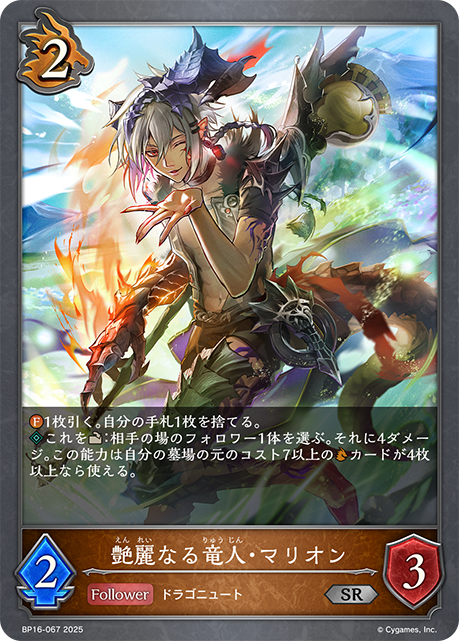 2
F 1枚引く。自分の手札1枚を捨てる。
これを:相手の場のフォロワー1体を選ぶ。それに4ダメー
ジ。この能力は自分の墓場の元のコスト7以上のカードが4枚
以上なら使える。
えん れい りゅう じん
艶麗なる竜人・マリオン
2
Follower ドラゴニュート SR
3
BP16-067 2025 © Cygames, Inc.